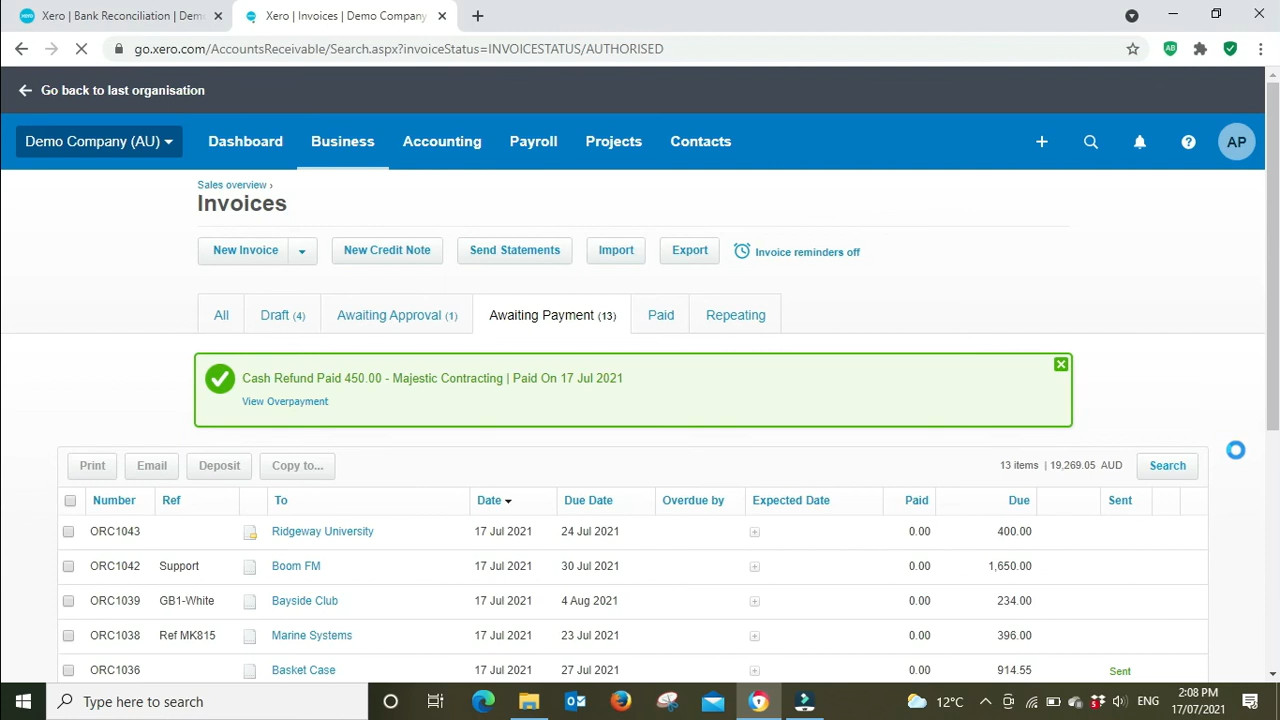 Xero | Bank Reconciliation | Dem
Xero | Invoices | Demo Company
go.xero.com/AccountsReceivable/Search.aspx?invoiceStatus=INVOICESTATUS/AUTHORISED
AB
Go back to last organisation
Demo Company (AU) Dashboard Business Accounting Payroll Projects Contacts AP
Sales overview ›
Invoices
New Invoice New Credit Note Send Statements Import Export Invoice reminders off
All Draft (4) Awaiting Approval (1) Awaiting Payment (13) Paid Repeating
Cash Refund Paid 450.00 - Majestic Contracting | Paid On 17 Jul 2021
View Overpayment
Print Email Deposit Copy to... 13 items | 19,269.05 AUD Search
Number Ref To Date Due Date Overdue by Expected Date Paid Due Sent
ORC1043 Ridgeway University 17 Jul 2021 24 Jul 2021 0.00 400.00
ORC1042 Support Boom FM 17 Jul 2021 30 Jul 2021 0.00 1,650.00
ORC1039 GB1-White Bayside Club 17 Jul 2021 4 Aug 2021 0.00 234.00
ORC1038 Ref MK815 Marine Systems 17 Jul 2021 23 Jul 2021 0.00 396.00
ORC1036 Basket Case 17 Jul 2021 27 Jul 2021 0.00 914.55 Sent
Type here to search 12°C ENG 2:08 PM
17/07/2021